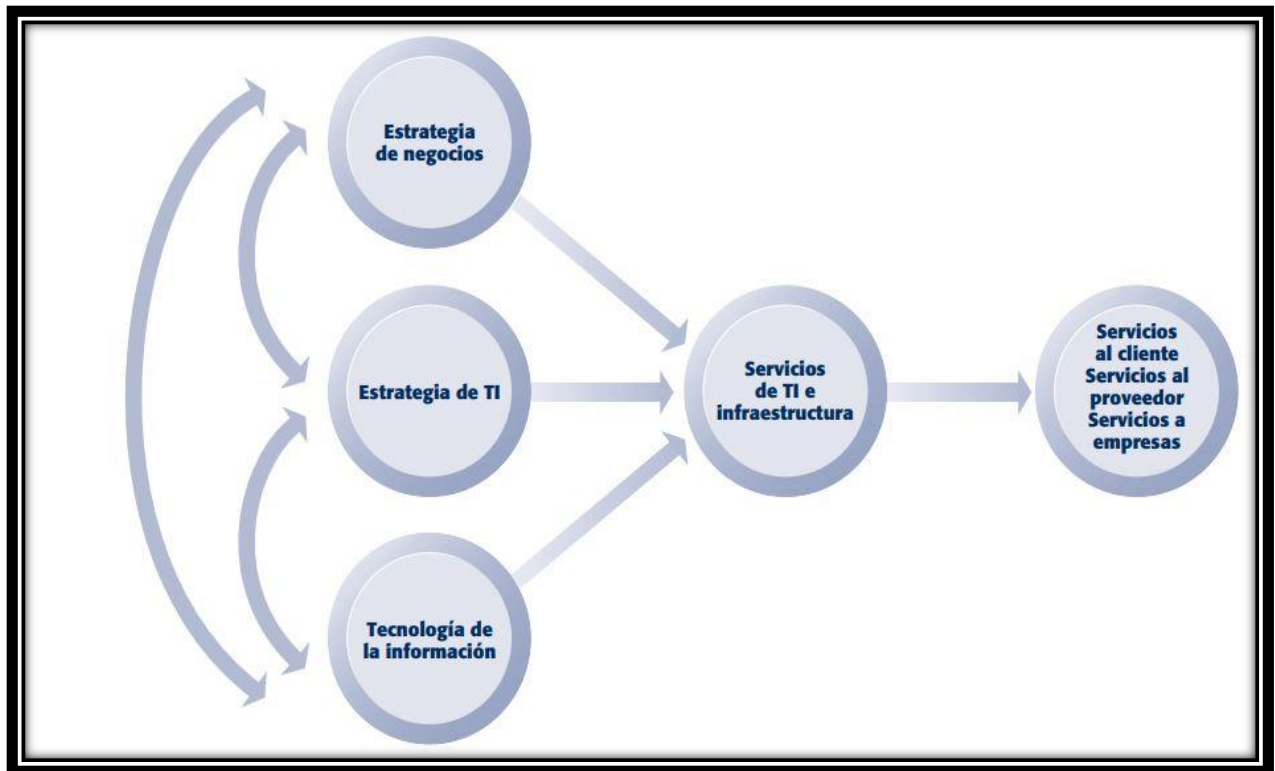 Estrategia
de negocios
Estrategia de TI
Tecnología de
la información
Servicios
de TI e
infraestructura
Servicios
al cliente
Servicios al
proveedor
Servicios a
empresas